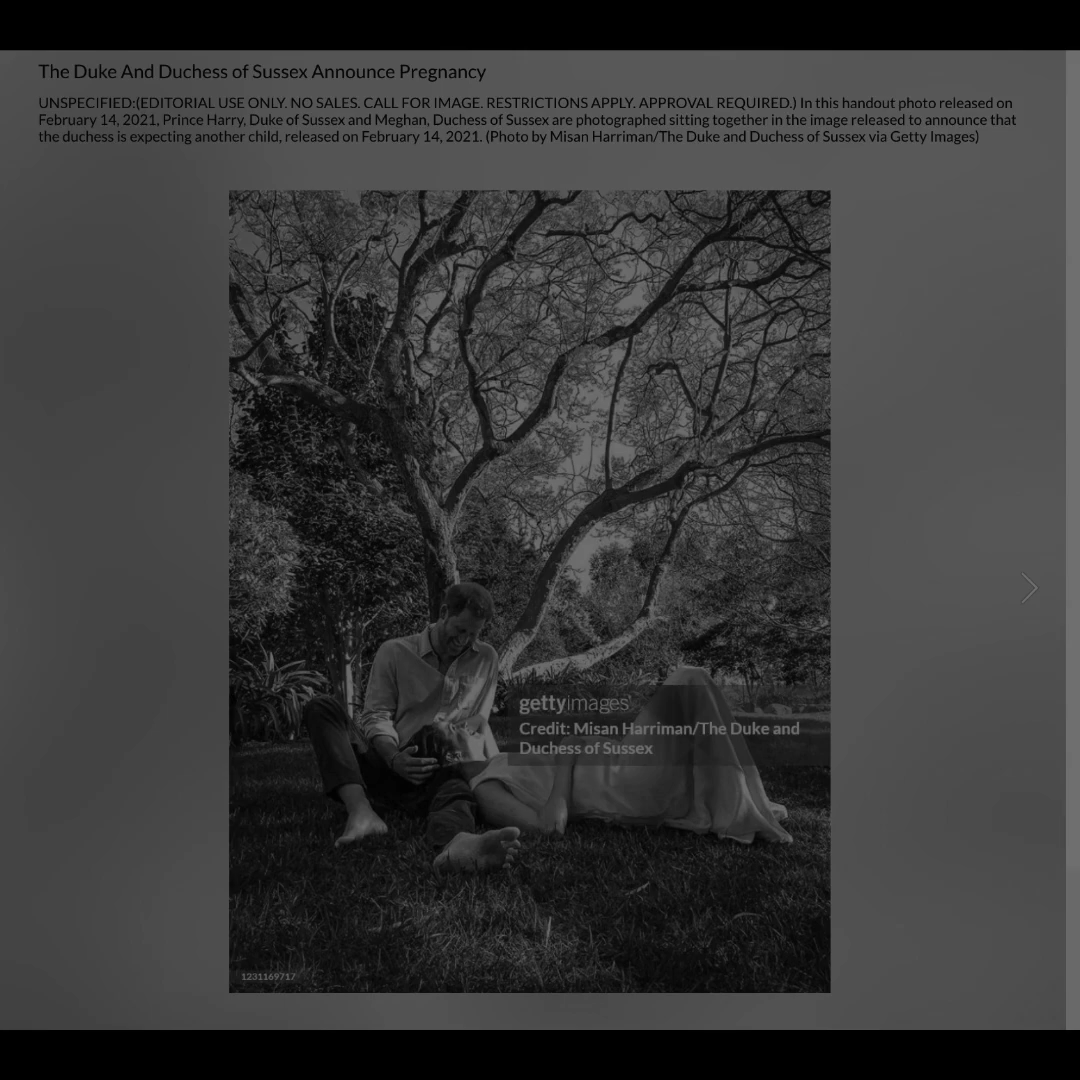 The Duke And Duchess of Sussex Announce Pregnancy
UNSPECIFIED:(EDITORIAL USE ONLY. NO SALES. CALL FOR IMAGE. RESTRICTIONS APPLY. APPROVAL REQUIRED.) In this handout photo released on
February 14, 2021, Prince Harry, Duke of Sussex and Meghan, Duchess of Sussex are photographed sitting together in the image released to announce that
the duchess is expecting another child, released on February 14, 2021. (Photo by Misan Harriman/The Duke and Duchess of Sussex via Getty Images)
gettyimages®
Credit: Misan Harriman/The Duke and
Duchess of Sussex
1231169717